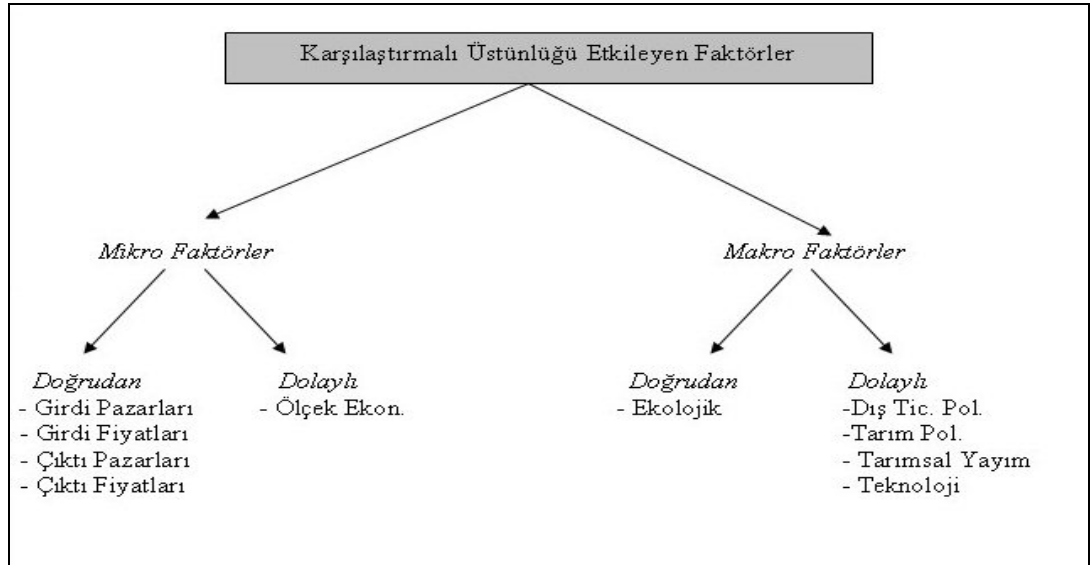 Karşılaştırmalı Üstünlüğü Etkileyen Faktörler
Mikro Faktörler
Makro Faktörler
Doğrudan
- Girdi Pazarları
- Girdi Fiyatları
- Çıktı Pazarları
- Çıktı Fiyatları
Dolaylı
- Ölçek Ekon.
Doğrudan
- Ekolojik
Dolaylı
-Dış Tic. Pol.
-Tarım Pol.
- Tarımsal Yayım
- Teknoloji